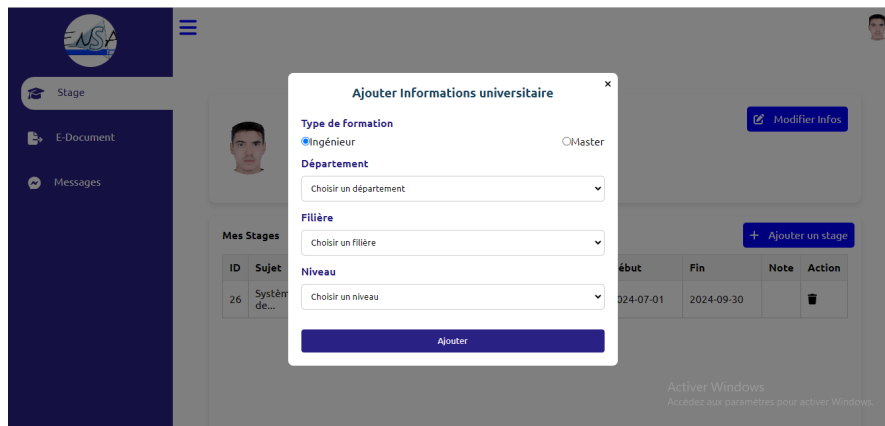 ENSA
Stage
E-Document
Messages
Modifier Infos
Ajouter Informations universitaire
×
Type de formation
Ingénieur
Master
Département
Choisir un département
Filière
Choisir un filière
Niveau
Choisir un niveau
Ajouter
Mes Stages
+ Ajouter un stage
ID Sujet ébut Fin Note Action
26 Systèm 024-07-01 2024-09-30
de...
Activer Windows
Accédez aux paramètres pour activer Windows.